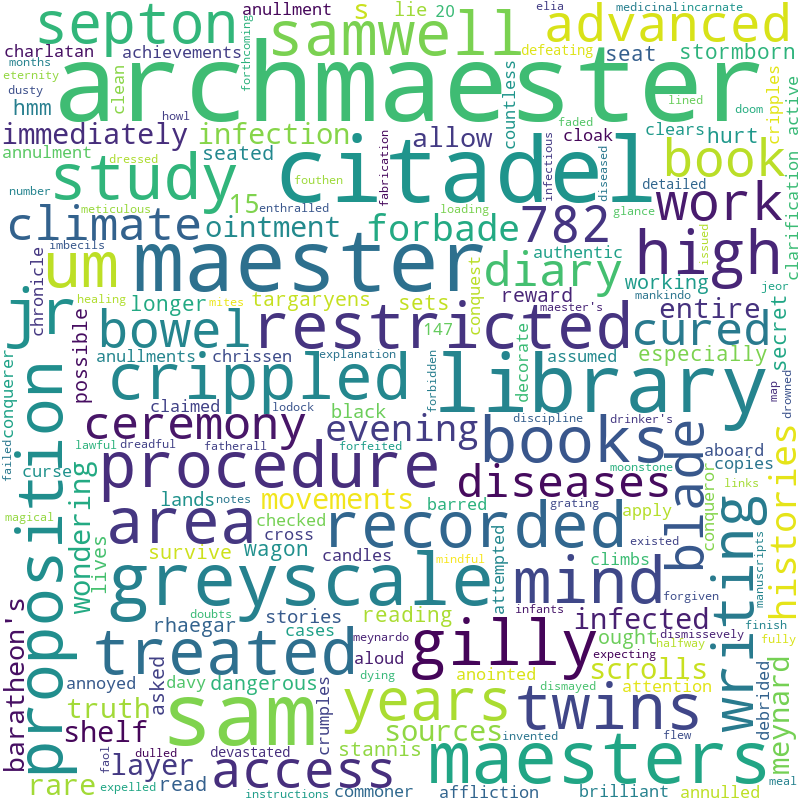 anullment s lie 20 elia medicinal incarnate
septon samwell advanced
charlatan achievements forthcoming defeating seat stormborn
months eternity dusty hmm clean archmaester countless cripples active
howl cloak faded lined doom
immediately infection allow clears hurt
annulment dressed seated study citadel book
number fouthen fabrication infectious diseased detailed clarification
meticulous 15 enthralled loading glance issued work
climate ointment forbade 782 authentic high
imbecils um maester diary working mankind jeor
healing mites targaryens sets conquest reward maester's entire secret
chronicle jr longer 147 invented
possible bowel restricted cured histories
anullments chrissen explanation decorate assumed especially
crippled library forbidden map drowned
conquerer claimed lodock black discipline drinker's
failed ceremony evening books blade aboard
lawful dreadful fatherall forfeited moonstone copies
curse procedure diseases notes
proposition wondering lands movements barred links
magical checked cross grating existed apply conqueror
area recorded writing manuscripts
survive wagon candles mindful attempted climbs
lives greyscale mind forgiven
doubts stories infants finish
rhaegar cases reading infected dismissevely fully
treated meynardo gilly ought expecting halfway
annoyed asked davy dangerous aloud anointed scrolls
baratheon's truth dying dismayed attention meynard
shelf sam years sources twins debrided
crumples stannis flew
faol dulled devastated
layer access maesters
rare expelled read instructions commoner affliction brilliant annulled meal